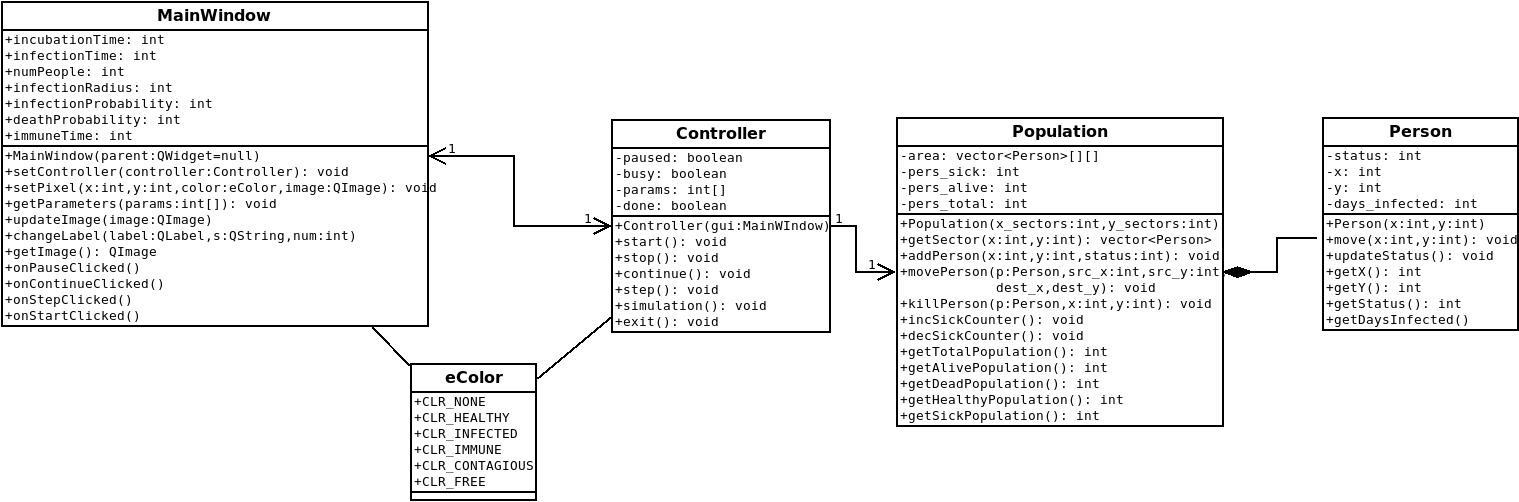 MainWindow
+incubationTime: int
+infectionTime: int
+numPeople: int
+infectionRadius: int
+infectionProbability: int
+deathProbability: int
+immuneTime: int
+MainWindow(parent:QWidget=null)
+setController(controller:Controller): void
+setPixel(x:int,y:int,color:eColor,image:QImage): void
+getParameters(params:int[]): void
+updateImage(image:QImage)
+changeLabel(label:QLabel,s:QString,num:int)
+getImage(): QImage
+onPauseClicked()
+onContinueClicked()
+onStepClicked()
+onStartClicked()
1
1
Controller
-paused: boolean
-busy: boolean
-params: int[]
-done: boolean
+Controller(gui:MainWIndow)
+start(): void
+stop(): void
+continue(): void
+step(): void
+simulation(): void
+exit(): void
1
1
eColor
+CLR_NONE
+CLR_HEALTHY
+CLR_INFECTED
+CLR_IMMUNE
+CLR_CONTAGIOUS
+CLR_FREE
Population
-area: vector<Person>[][]
-pers_sick: int
-pers_alive: int
-pers_total: int
+Population(x_sectors:int,y_sectors:int)
+getSector(x:int,y:int): vector<Person>
+addPerson(x:int,y:int,status:int): void
+movePerson(p:Person,src_x:int,src_y:int
dest_x,dest_y): void
+killPerson(p:Person,x:int,y:int): void
+incSickCounter(): void
+decSickCounter(): void
+getTotalPopulation(): int
+getAlivePopulation(): int
+getDeadPopulation(): int
+getHealthyPopulation(): int
+getSickPopulation(): int
Person
-status: int
-x: int
-y: int
-days_infected: int
+Person(x:int,y:int)
+move(x:int,y:int): void
+updateStatus(): void
+getX(): int
+getY(): int
+getStatus(): int
+getDaysInfected()